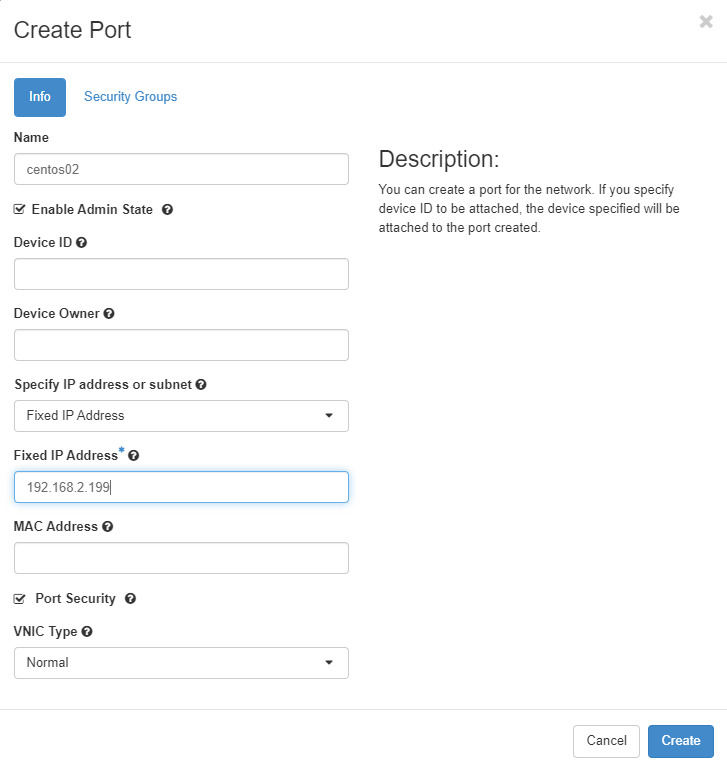 Create Port
Info
Security Groups
Name
centos02
Enable Admin State
Device ID
Device Owner
Specify IP address or subnet
Fixed IP Address
Fixed IP Address*
192.168.2.199
MAC Address
Port Security
VNIC Type
Normal
Description:
You can create a port for the network. If you specify
device ID to be attached, the device specified will be
attached to the port created.
Cancel
Create